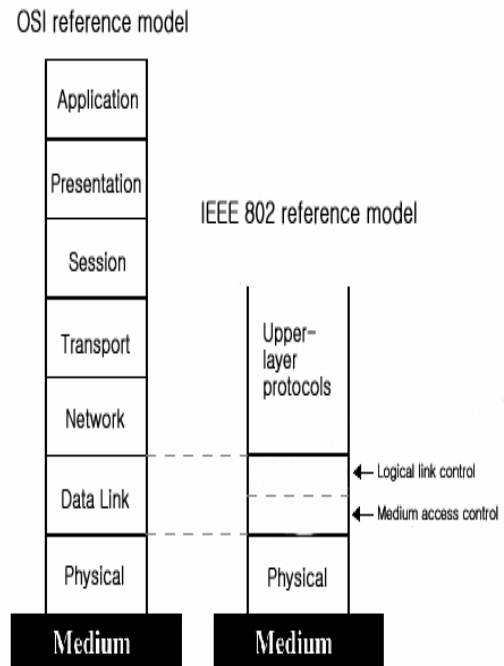 OSI reference model
Application
Presentation
Session
Transport
Network
Data Link
Physical
Medium
IEEE 802 reference model
Upper-
layer
protocols
Logical link control
Medium access control
Physical
Medium